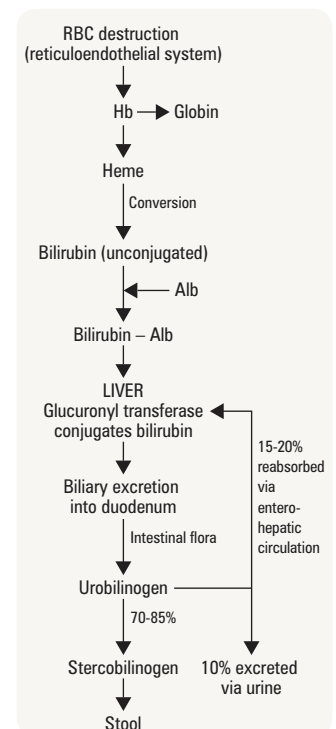 RBC destruction
(reticuloendothelial system)
Hb Globin
Heme
Conversion
Bilirubin (unconjugated)
Alb
Bilirubin – Alb
LIVER
Glucuronyl transferase
conjugates bilirubin
15-20%
reabsorbed
via
entero-
hepatic
circulation
Biliary excretion
into duodenum
Intestinal flora
Urobilinogen
70-85%
Stercobilinogen
10% excreted
via urine
Stool